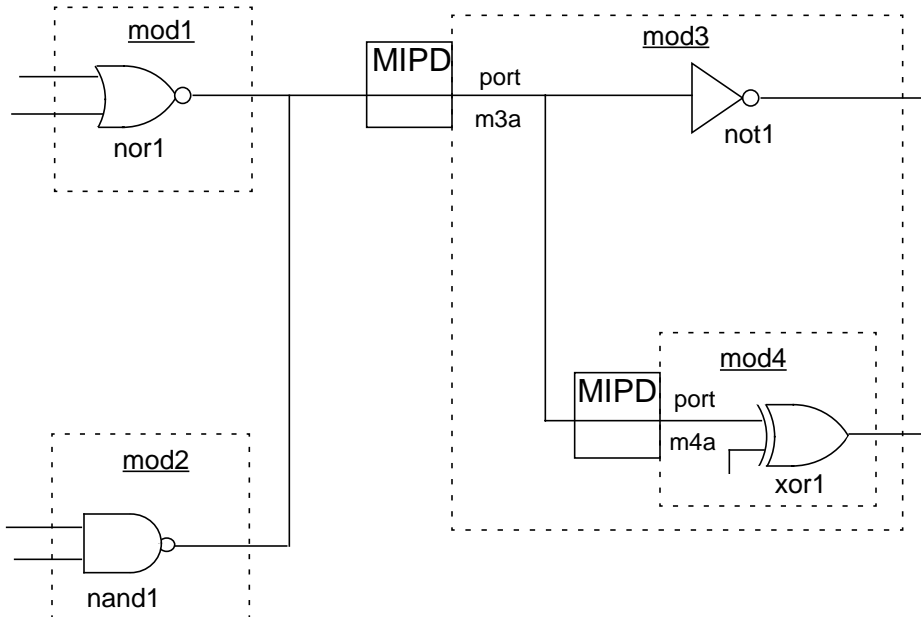 mod1
nor1
MIPD
port
m3a
mod3
not1
mod2
nand1
MIPD
port
m4a
mod4
xor1